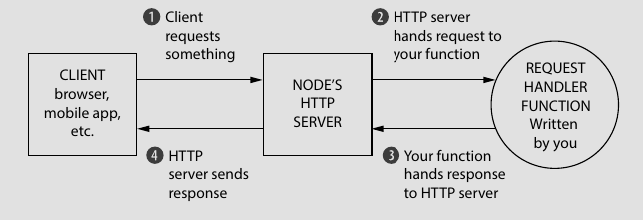 1 Client
requests
something
2 HTTP server
hands request to
your function
CLIENT
browser,
mobile app,
etc.
NODE'S
HTTP
SERVER
REQUEST
HANDLER
FUNCTION
Written
by you
4 HTTP
server sends
response
3 Your function
hands response
to HTTP server